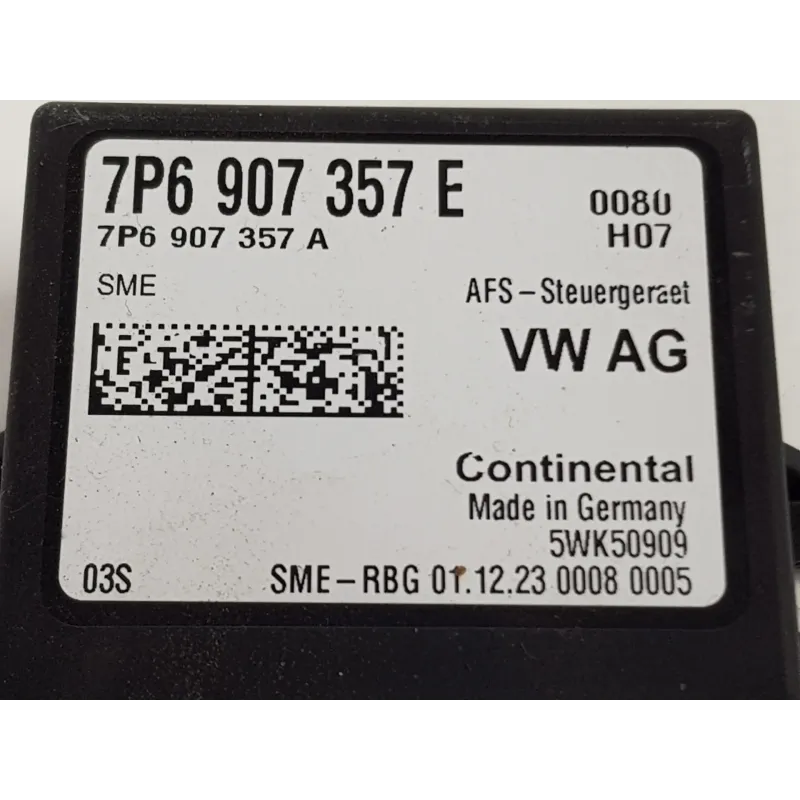 7P6 907 357 E
7P6 907 357 A
0080
H07
SME
AFS-Steuergeraet
VW AG
Continental
Made in Germany
5WK50909
03S SME-RBG 01.12.23 0008 0005